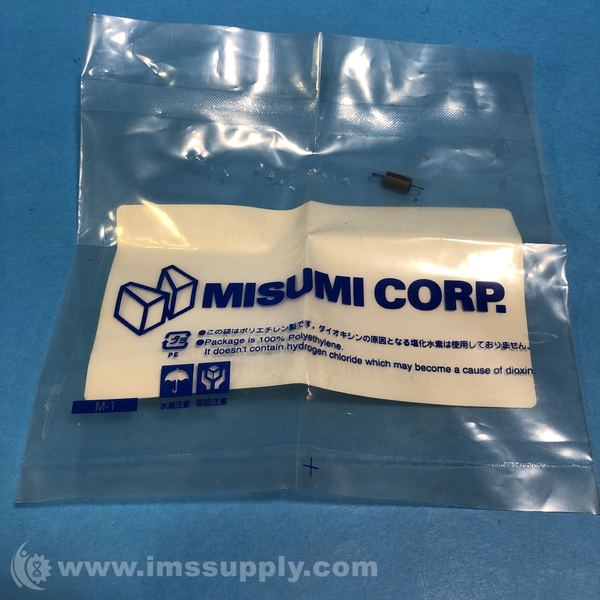 MISUMI CORP.
●この袋はポリエチレン製です。ダイオキシンの原因となる塩化水素は使用しておりません。
●Package is 100% Polyethylene.
It doesn't contain hydrogen chloride which may become a cause of dioxin.
PE
M-1
水濡注意 取扱注意
www.imssupply.com